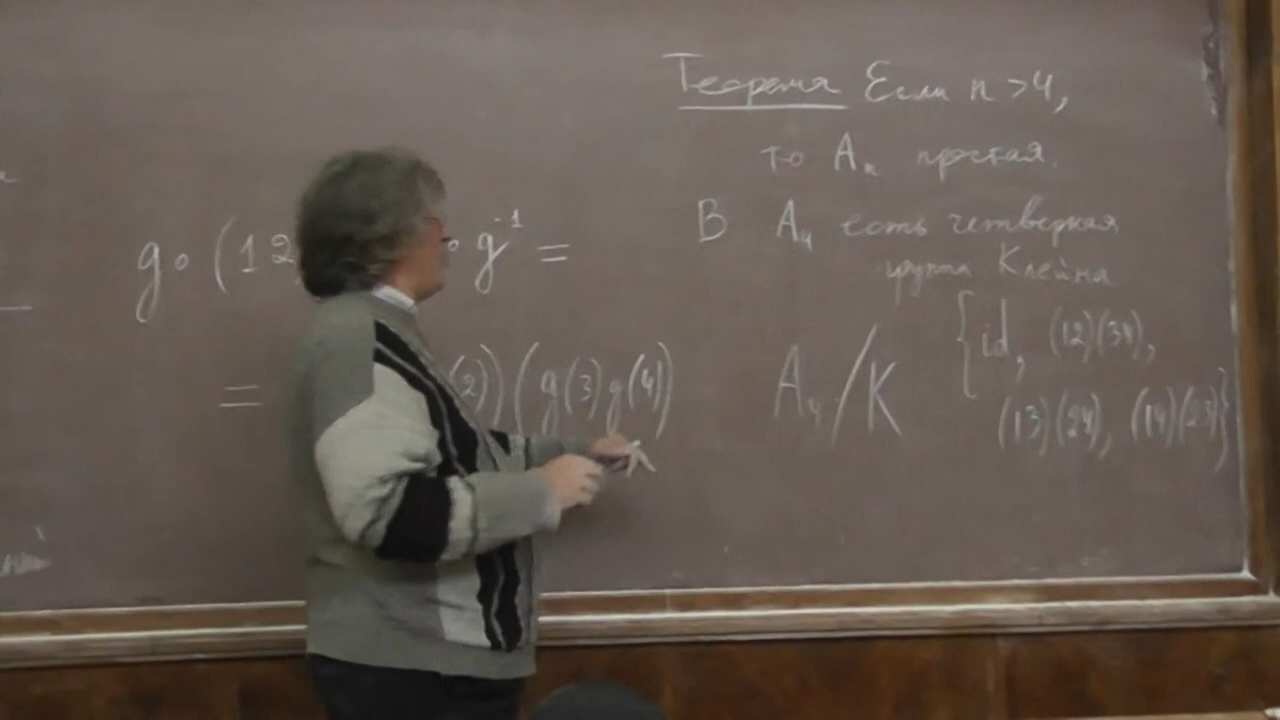 Теорема Если n > 4,
то Aₙ простая.
В A₄ есть четверная
группа Клейна
{id, (12)(34),
(13)(24), (14)(23)}
A₄/K
g∘(12 ∘ g⁻¹ =
= (2))(g(3)g(4))